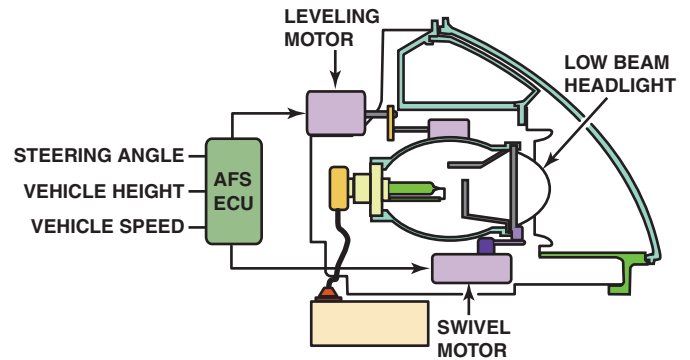 LEVELING
MOTOR
LOW BEAM
HEADLIGHT
STEERING ANGLE
VEHICLE HEIGHT
VEHICLE SPEED
AFS
ECU
SWIVEL
MOTOR